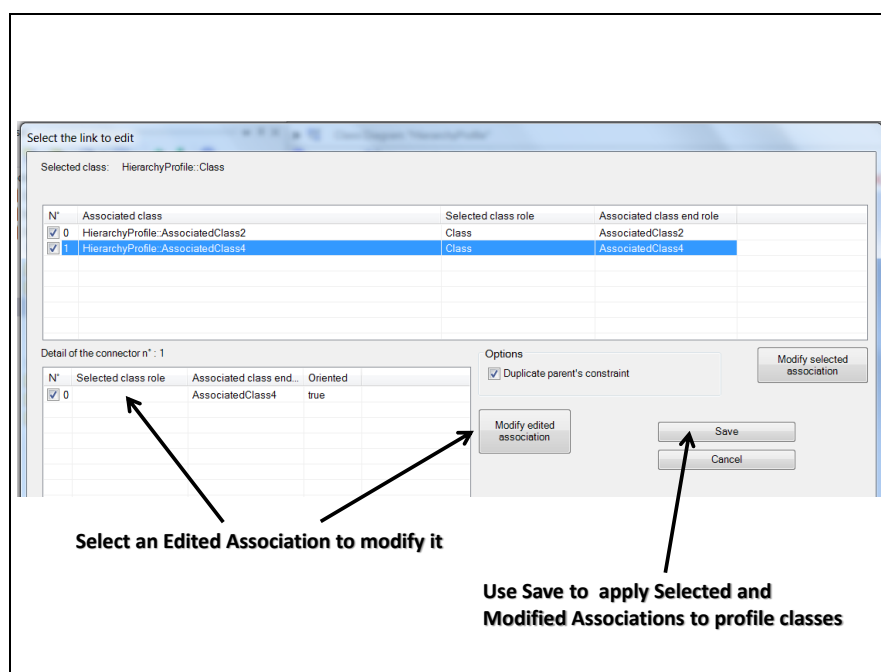 Select the link to edit
Class Diagram "HierarchyProfile"
Selected class: HierarchyProfile::Class
N° Associated class Selected class role Associated class end role
0 HierarchyProfile::AssociatedClass2 Class AssociatedClass2
1 HierarchyProfile::AssociatedClass4 Class AssociatedClass4
Detail of the connector n° : 1
N° Selected class role Associated class end... Oriented
0 AssociatedClass4 true
Options
Duplicate parent's constraint
Modify selected
association
Modify edited
association
Save
Cancel
Select an Edited Association to modify it
Use Save to apply Selected and
Modified Associations to profile classes